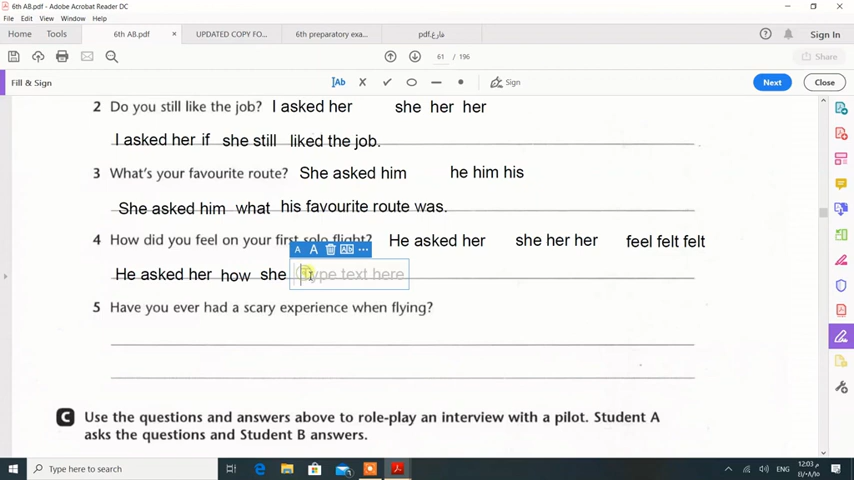 6th AB.pdf - Adobe Acrobat Reader DC
File Edit View Window Help
Home Tools 6th AB.pdf × UPDATED COPY FO... 6th preparatory exa... فارغ.pdf Sign In
61 / 196 Share
Fill & Sign Ab Sign Next Close
2 Do you still like the job? I asked her she her her
I asked her if she still liked the job.
3 What's your favourite route? She asked him he him his
She asked him what his favourite route was.
4 How did you feel on your first solo flight? He asked her she her her feel felt felt
A A
He asked her how she Type text here
5 Have you ever had a scary experience when flying?
C Use the questions and answers above to role-play an interview with a pilot. Student A
asks the questions and Student B answers.
Type here to search ENG 12:03 م